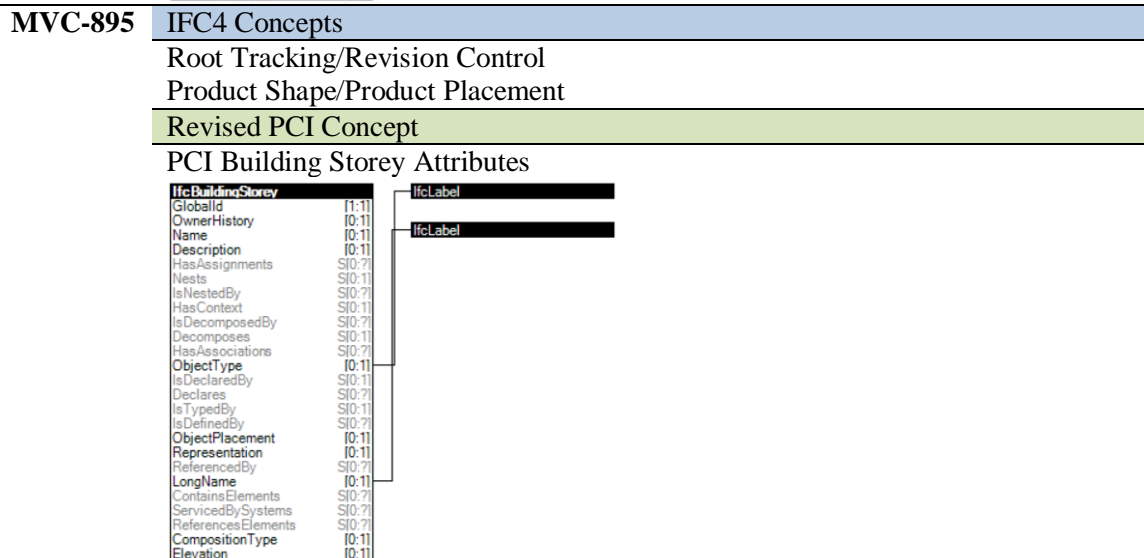 MVC-895 IFC4 Concepts
Root Tracking/Revision Control
Product Shape/Product Placement
Revised PCI Concept
PCI Building Storey Attributes
IfcBuildingStorey IfcLabel
GlobalId [1:1]
OwnerHistory [0:1]
Name [0:1] IfcLabel
Description [0:1]
HasAssignments S[0:?]
Nests S[0:1]
IsNestedBy S[0:?]
HasContext S[0:1]
IsDecomposedBy S[0:?]
Decomposes S[0:1]
HasAssociations S[0:?]
ObjectType [0:1]
IsDeclaredBy S[0:1]
Declares S[0:?]
IsTypedBy S[0:1]
IsDefinedBy S[0:?]
ObjectPlacement [0:1]
Representation [0:1]
ReferencedBy S[0:?]
LongName [0:1]
ContainsElements S[0:?]
ServicedBySystems S[0:?]
ReferencesElements S[0:?]
CompositionType [0:1]
Elevation [0:1]